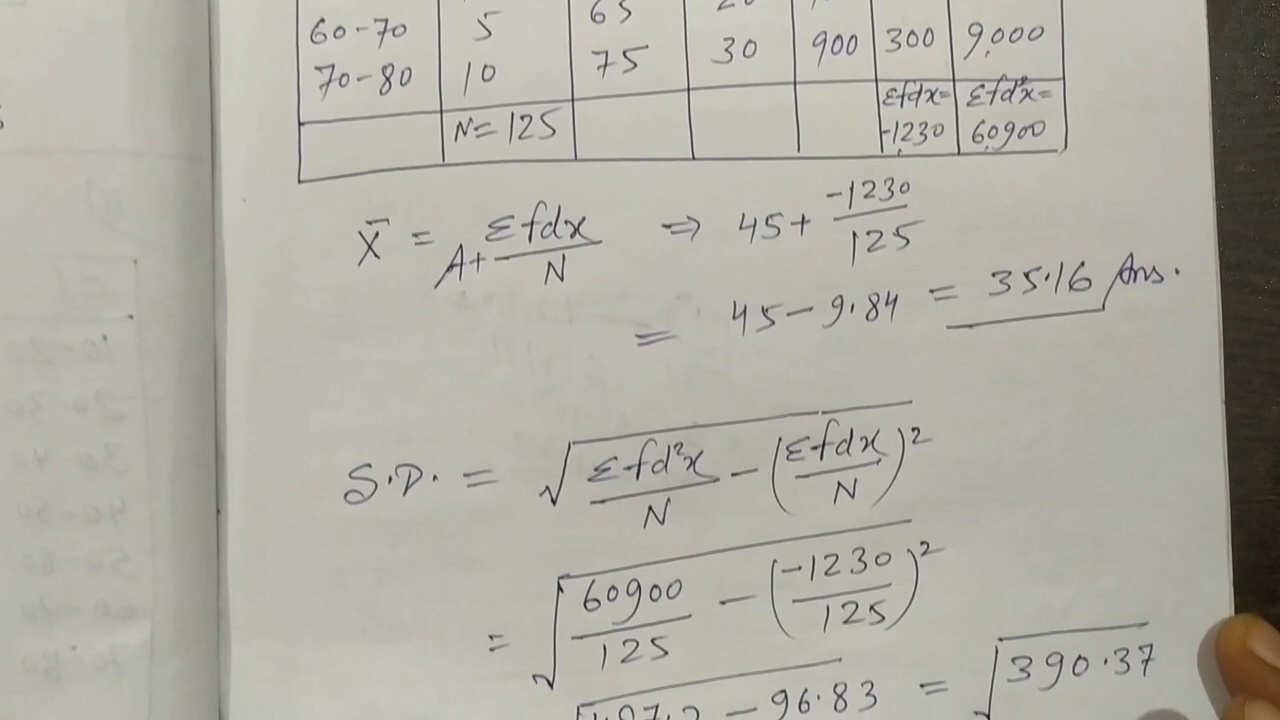 60-70 5 65
70-80 10 75 30 900 300 9,000
N=125 Σfdx= -1230 Σfd²x= 60900
X̄ = A+ Σfdx/N ⇒ 45+ -1230/125
= 45-9.84 = 35.16 Ans.
S.D. = √(Σfd²x/N - (Σfdx/N)²)
= √(60900/125 - (-1230/125)²)
- 96.83 = √390.37